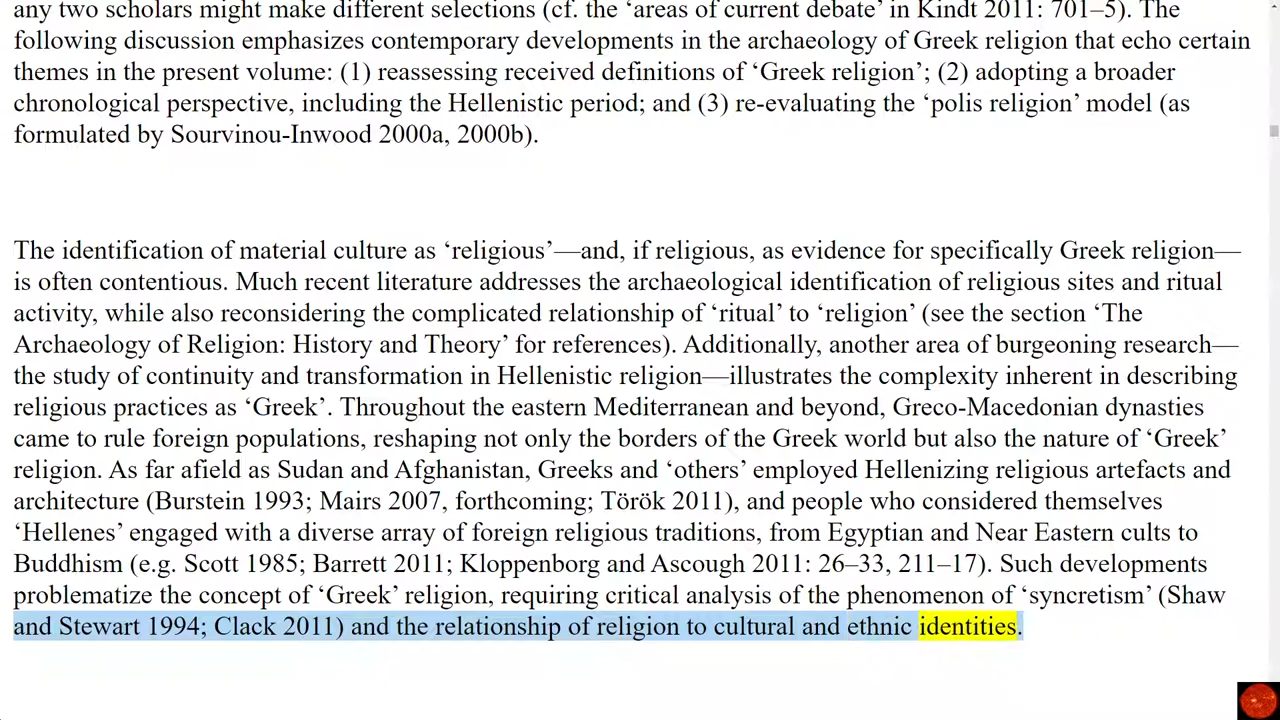 any two scholars might make different selections (cf. the ‘areas of current debate’ in Kindt 2011: 701–5). The
following discussion emphasizes contemporary developments in the archaeology of Greek religion that echo certain
themes in the present volume: (1) reassessing received definitions of ‘Greek religion’; (2) adopting a broader
chronological perspective, including the Hellenistic period; and (3) re-evaluating the ‘polis religion’ model (as
formulated by Sourvinou-Inwood 2000a, 2000b).
The identification of material culture as ‘religious’—and, if religious, as evidence for specifically Greek religion—
is often contentious. Much recent literature addresses the archaeological identification of religious sites and ritual
activity, while also reconsidering the complicated relationship of ‘ritual’ to ‘religion’ (see the section ‘The
Archaeology of Religion: History and Theory’ for references). Additionally, another area of burgeoning research—
the study of continuity and transformation in Hellenistic religion—illustrates the complexity inherent in describing
religious practices as ‘Greek’. Throughout the eastern Mediterranean and beyond, Greco-Macedonian dynasties
came to rule foreign populations, reshaping not only the borders of the Greek world but also the nature of ‘Greek’
religion. As far afield as Sudan and Afghanistan, Greeks and ‘others’ employed Hellenizing religious artefacts and
architecture (Burstein 1993; Mairs 2007, forthcoming; Török 2011), and people who considered themselves
‘Hellenes’ engaged with a diverse array of foreign religious traditions, from Egyptian and Near Eastern cults to
Buddhism (e.g. Scott 1985; Barrett 2011; Kloppenborg and Ascough 2011: 26–33, 211–17). Such developments
problematize the concept of ‘Greek’ religion, requiring critical analysis of the phenomenon of ‘syncretism’ (Shaw
and Stewart 1994; Clack 2011) and the relationship of religion to cultural and ethnic identities.